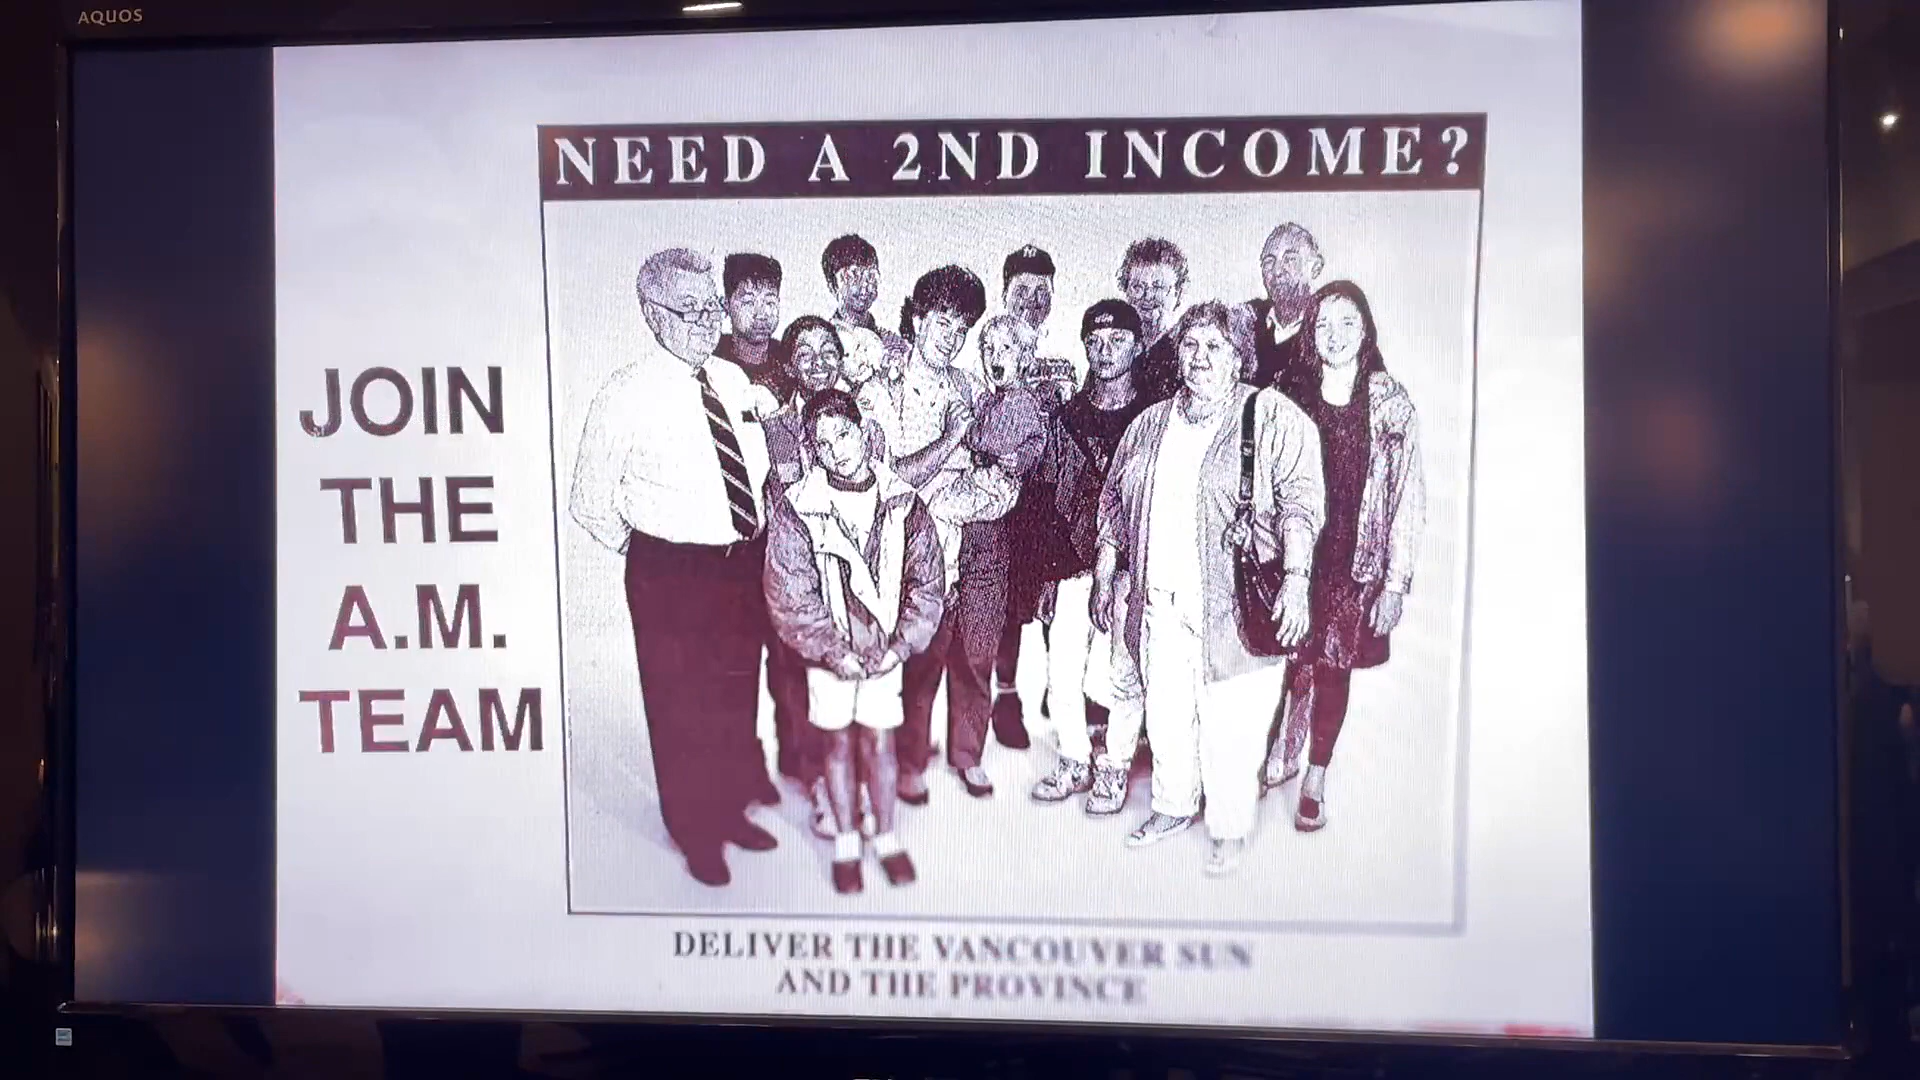 AQUOS
NEED A 2ND INCOME?
JOIN
THE
A.M.
TEAM
DELIVER THE VANCOUVER SUN
AND THE PROVINCE